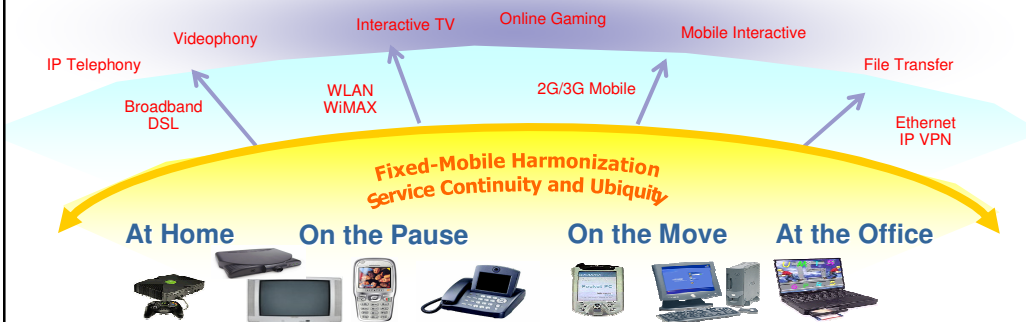 Interactive TV
Online Gaming
Videophony
Mobile Interactive
IP Telephony
File Transfer
Broadband
DSL
WLAN
WiMAX
2G/3G Mobile
Ethernet
IP VPN
Fixed-Mobile Harmonization
Service Continuity and Ubiquity
At Home
On the Pause
On the Move
At the Office
Pocket PC